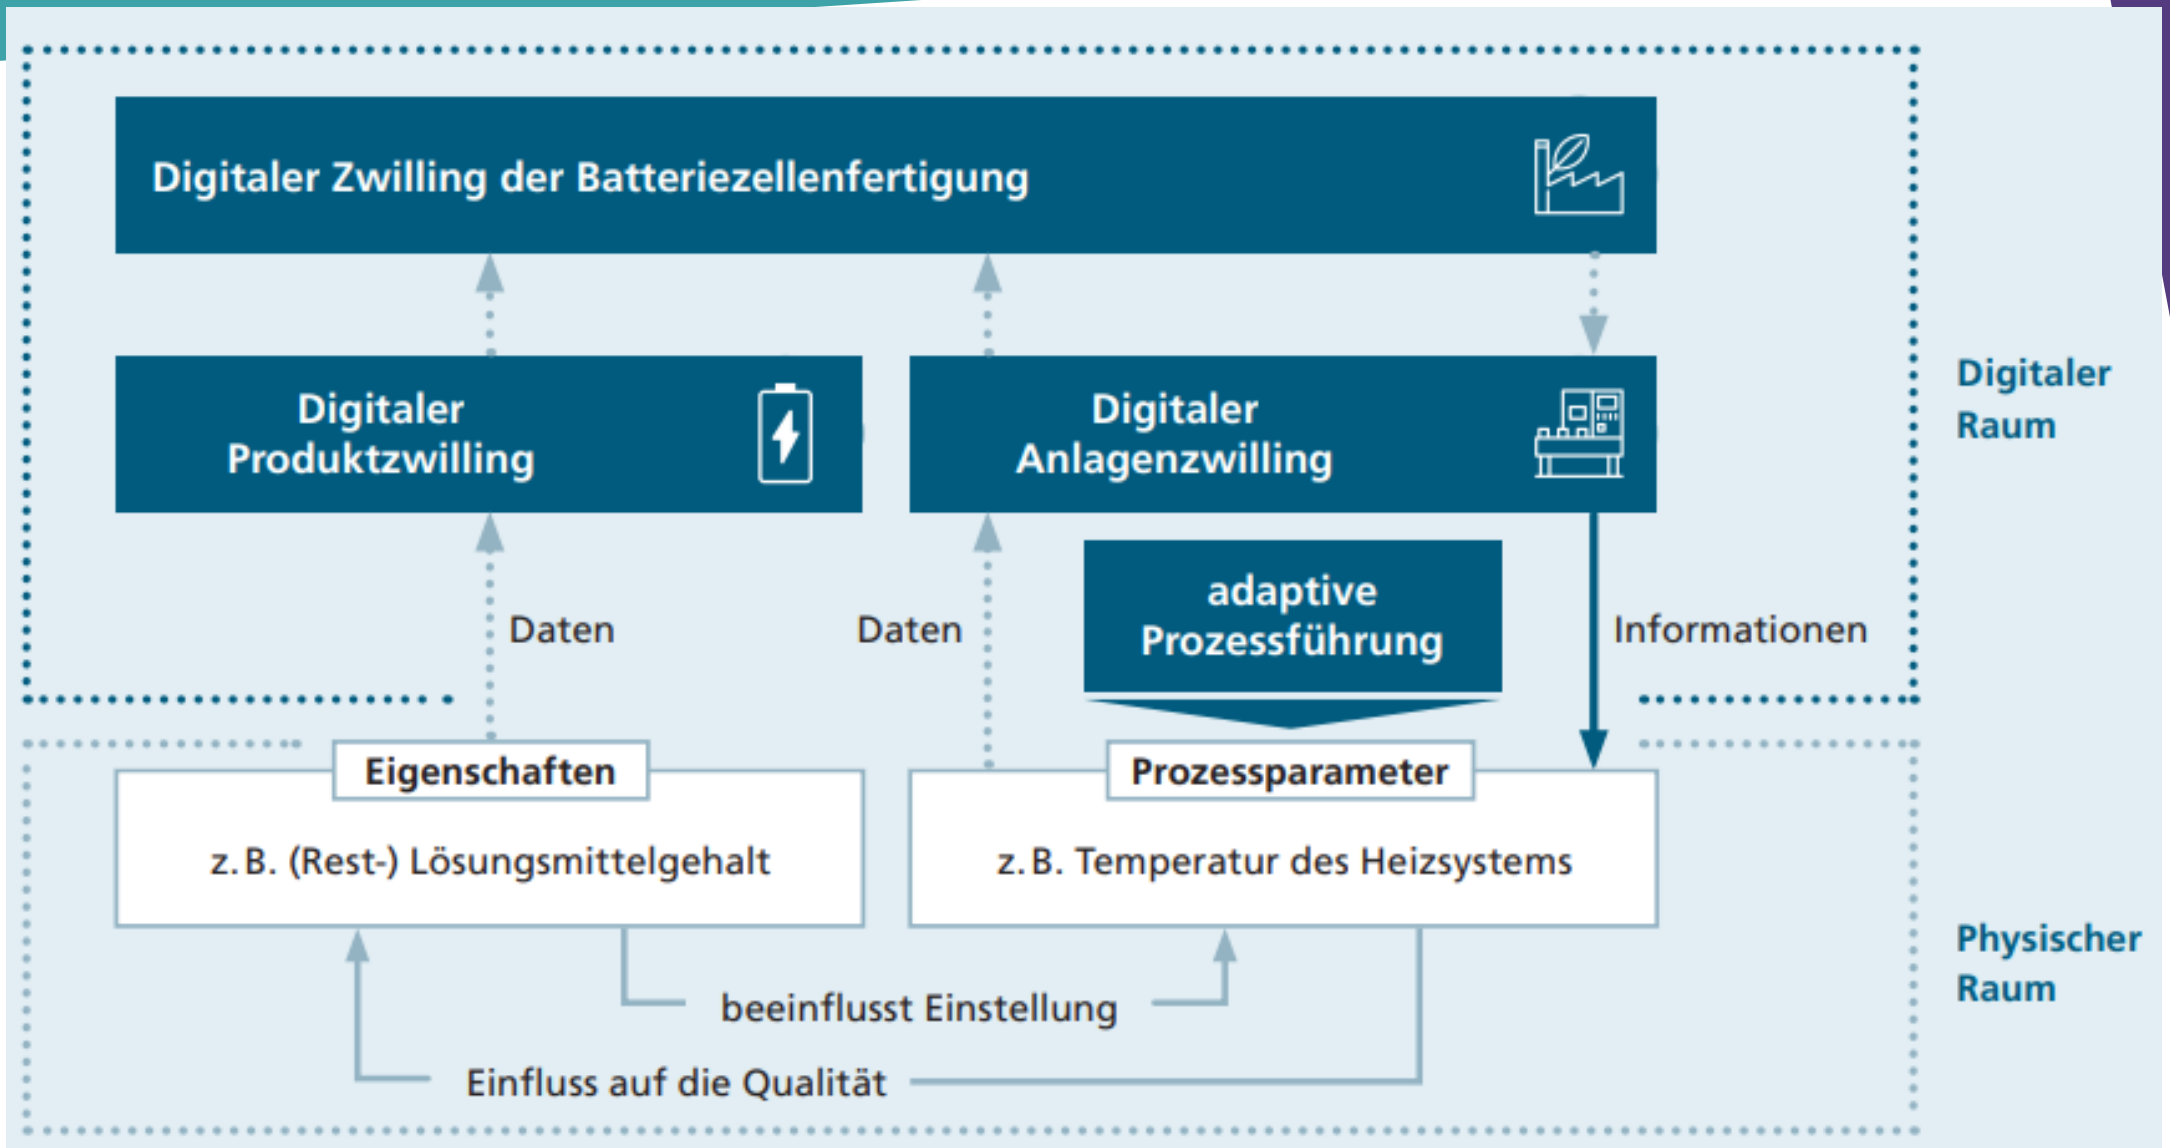 Digitaler Zwilling der Batteriezellenfertigung
Digitaler
Produktzwilling
Digitaler
Anlagenzwilling
Digitaler
Raum
Daten
Daten
adaptive
Prozessführung
Informationen
Eigenschaften
z. B. (Rest-) Lösungsmittelgehalt
Prozessparameter
z. B. Temperatur des Heizsystems
Physischer
Raum
beeinflusst Einstellung
Einfluss auf die Qualität